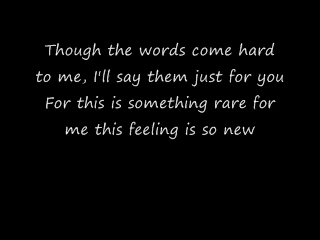 Though the words come hard
to me, I'll say them just for you
For this is something rare for
me this feeling is so new